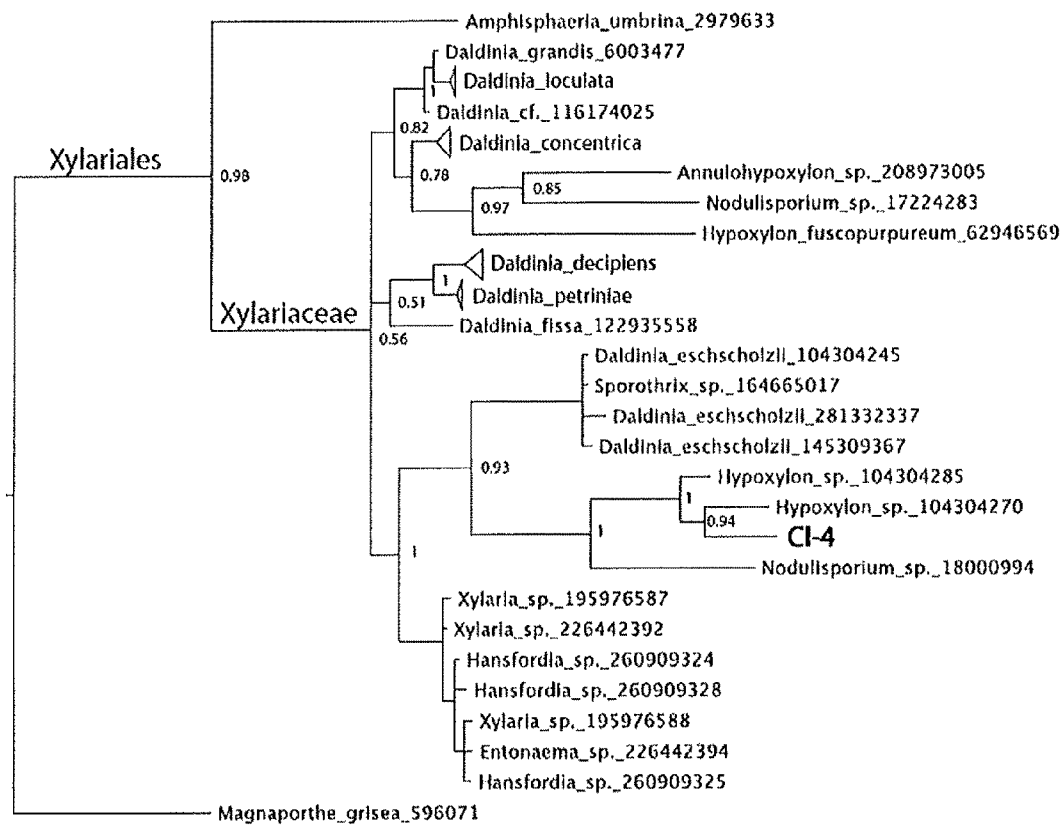 Amphisphaeria_umbrina_2979633
Daldinia_grandis_6003477
Daldinia_loculata
1
Daldinia_cf._116174025
0.82
Daldinia_concentrica
Xylariales
0.98
0.78
Annulohypoxylon_sp._208973005
0.85
Nodulisporium_sp._17224283
0.97
Hypoxylon_fuscopurpureum_62946569
Daldinia_decipiens
1
Daldinia_petriniae
0.51
Xylariaceae
Daldinia_fissa_122935558
0.56
Daldinia_eschscholzii_104304245
Sporothrix_sp._164665017
Daldinia_eschscholzii_281332337
Daldinia_eschscholzii_145309367
0.93
Hypoxylon_sp._104304285
1
Hypoxylon_sp._104304270
0.94
CI-4
1
Nodulisporium_sp._18000994
1
Xylaria_sp._195976587
Xylaria_sp._226442392
Hansfordia_sp._260909324
Hansfordia_sp._260909328
Xylaria_sp._195976588
Entonaema_sp._226442394
Hansfordia_sp._260909325
Magnaporthe_grisea_596071